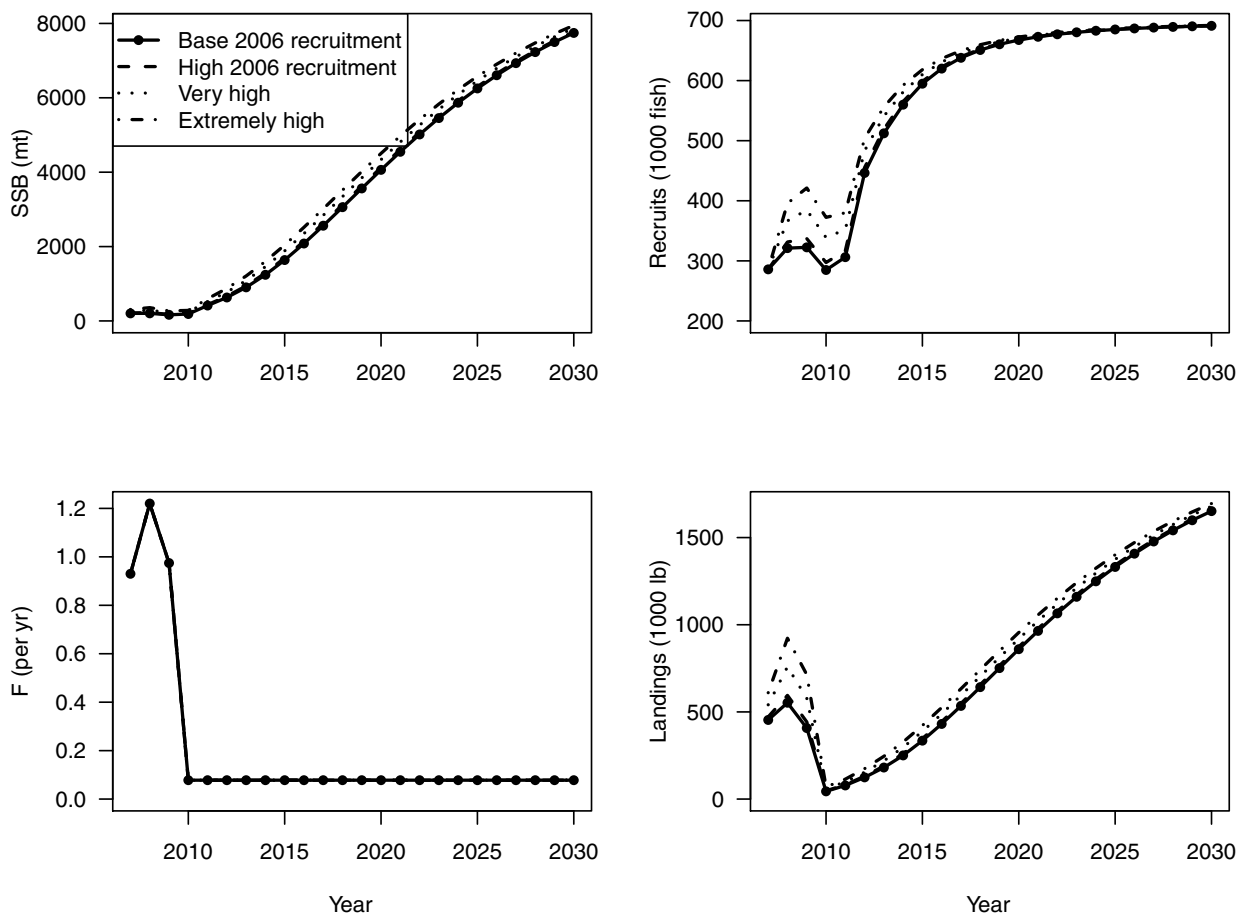 SSB (mt)
8000
6000
4000
2000
0
Base 2006 recruitment
High 2006 recruitment
Very high
Extremely high
2010 2015 2020 2025 2030
Recruits (1000 fish)
700
600
500
400
300
200
2010 2015 2020 2025 2030
F (per yr)
1.2
1.0
0.8
0.6
0.4
0.2
0.0
2010 2015 2020 2025 2030
Year
Landings (1000 lb)
1500
1000
500
0
2010 2015 2020 2025 2030
Year